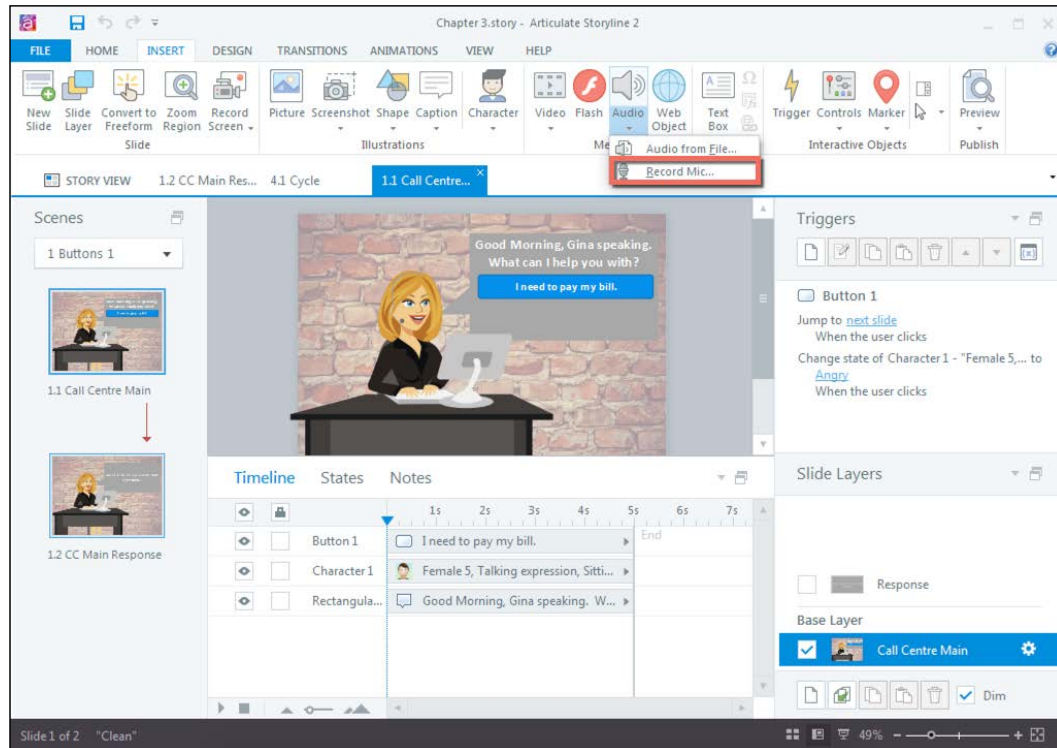 Chapter 3.story - Articulate Storyline 2
FILE HOME INSERT DESIGN TRANSITIONS ANIMATIONS VIEW HELP
New Slide
Slide Layer
Convert to Freeform
Zoom Region
Record Screen
Picture
Screenshot
Shape
Caption
Character
Video
Flash
Audio
Web Object
Text Box
Trigger
Controls
Marker
Preview
Slide
Illustrations
Me
Interactive Objects
Publish
Audio from File...
Record Mic...
STORY VIEW 1.2 CC Main Res... 4.1 Cycle 1.1 Call Centre...
Scenes
1 Buttons 1
1.1 Call Centre Main
1.2 CC Main Response
Good Morning, Gina speaking.
What can I help you with?
I need to pay my bill.
Timeline States Notes
1s 2s 3s 4s 5s 6s 7s
Button 1 I need to pay my bill. End
Character 1 Female 5, Talking expression, Sitti...
Rectangula... Good Morning, Gina speaking. W...
Triggers
Button 1
Jump to next slide
When the user clicks
Change state of Character 1 - "Female 5,... to
Angry
When the user clicks
Slide Layers
Response
Base Layer
Call Centre Main
Dim
Slide 1 of 2 "Clean" 49%